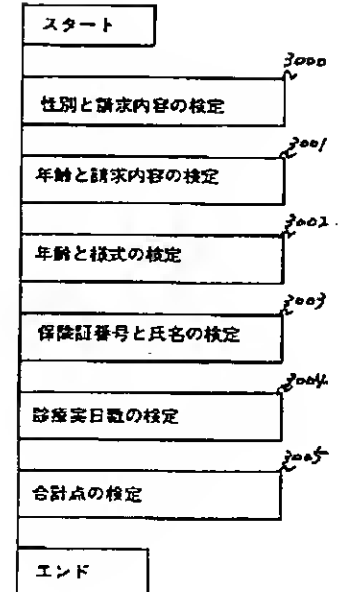 スタート
3000
性別と請求内容の検定
3001
年齢と請求内容の検定
3002
年齢と様式の検定
3003
保険証番号と氏名の検定
3004
診療実日数の検定
3005
合計点の検定
エンド